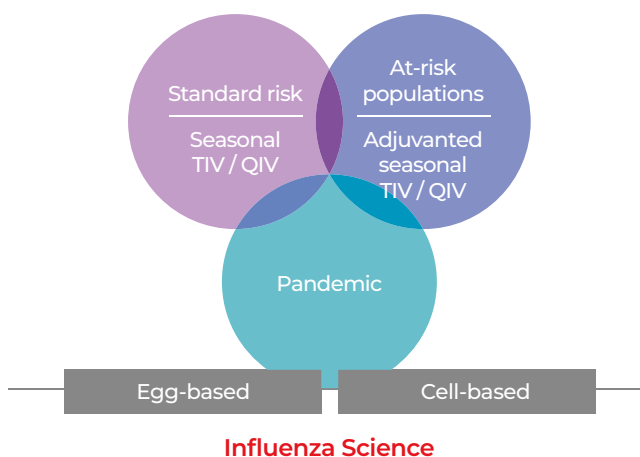 Standard risk
Seasonal
TIV / QIV
At-risk
populations
Adjuvanted
seasonal
TIV / QIV
Pandemic
Egg-based
Cell-based
Influenza Science